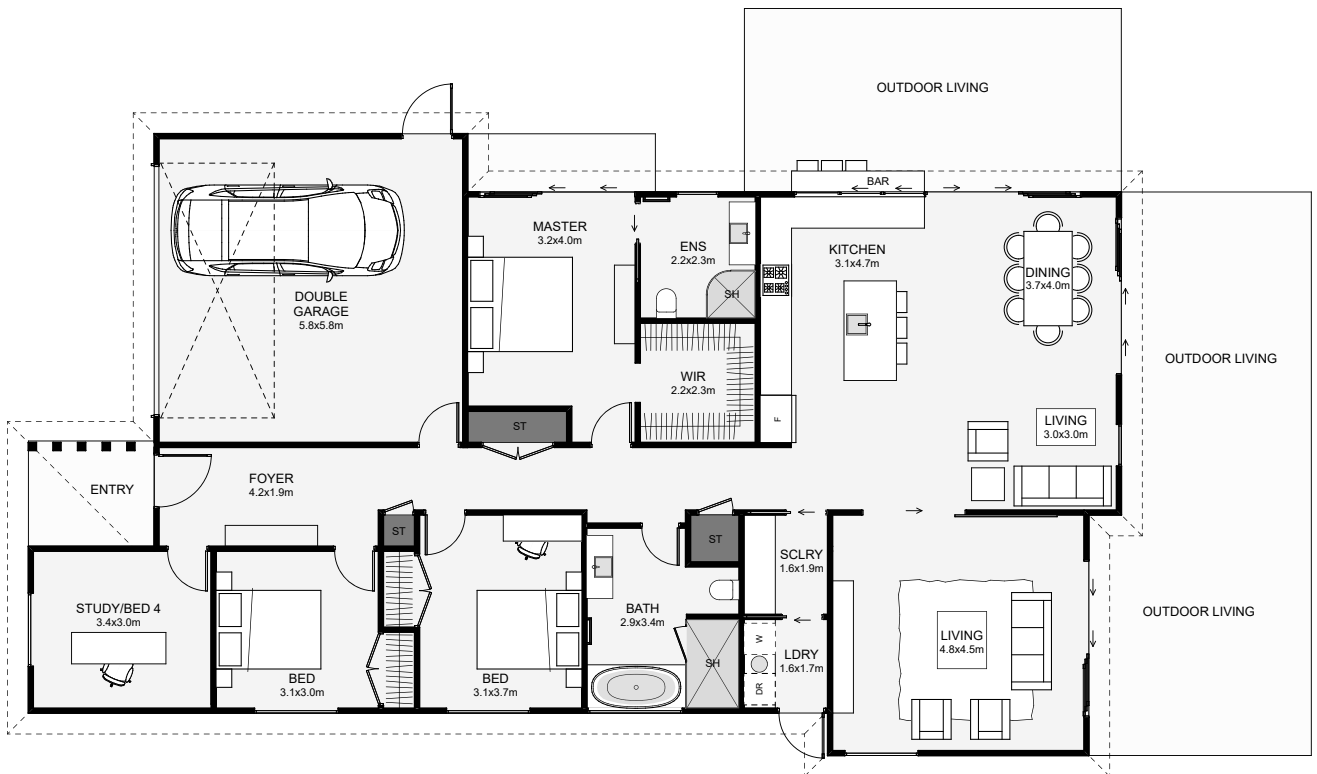 OUTDOOR LIVING
BAR
MASTER
3.2x4.0m
ENS
2.2x2.3m
KITCHEN
3.1x4.7m
DINING
3.7x4.0m
SH
DOUBLE
GARAGE
5.8x5.8m
OUTDOOR LIVING
WIR
2.2x2.3m
F
ST
LIVING
3.0x3.0m
ENTRY
FOYER
4.2x1.9m
ST
ST
SCLRY
1.6x1.9m
STUDY/BED 4
3.4x3.0m
BATH
2.9x3.4m
OUTDOOR LIVING
W
LIVING
4.8x4.5m
LDRY
1.6x1.7m
SH
DR
BED
3.1x3.0m
BED
3.1x3.7m